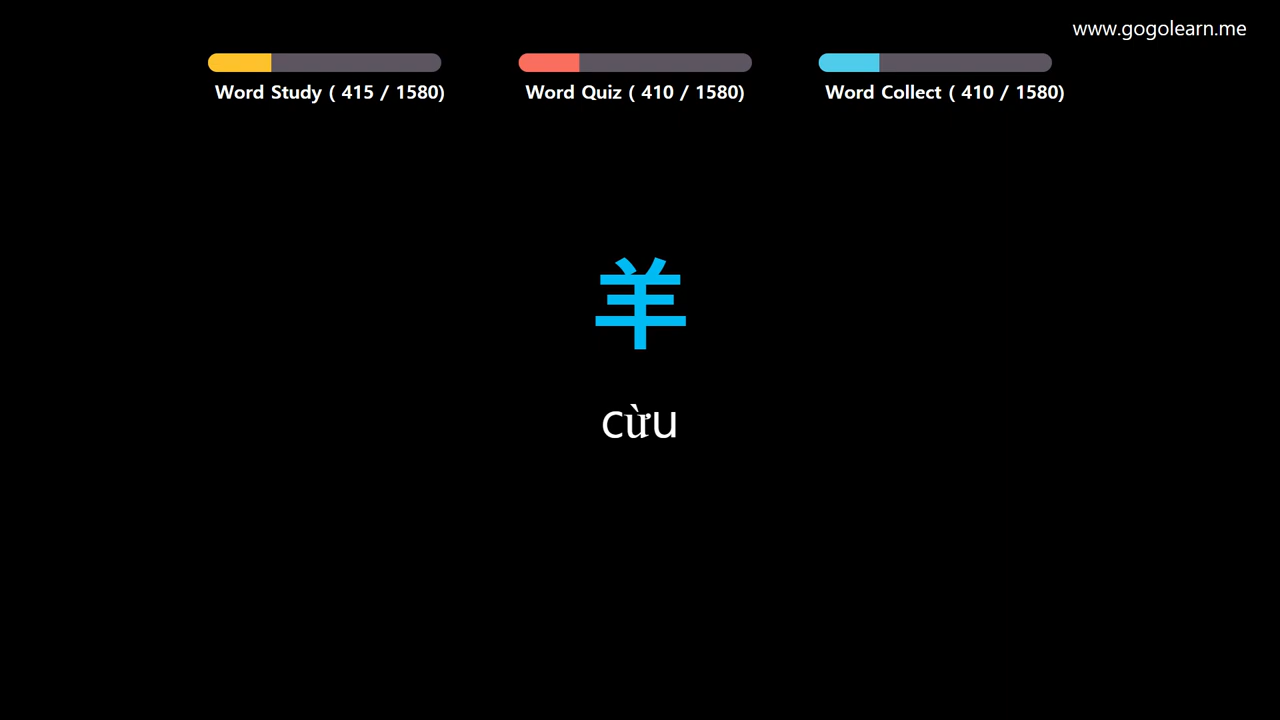 www.gogolearn.me
Word Study ( 415 / 1580)
Word Quiz ( 410 / 1580)
Word Collect ( 410 / 1580)
羊
cừu